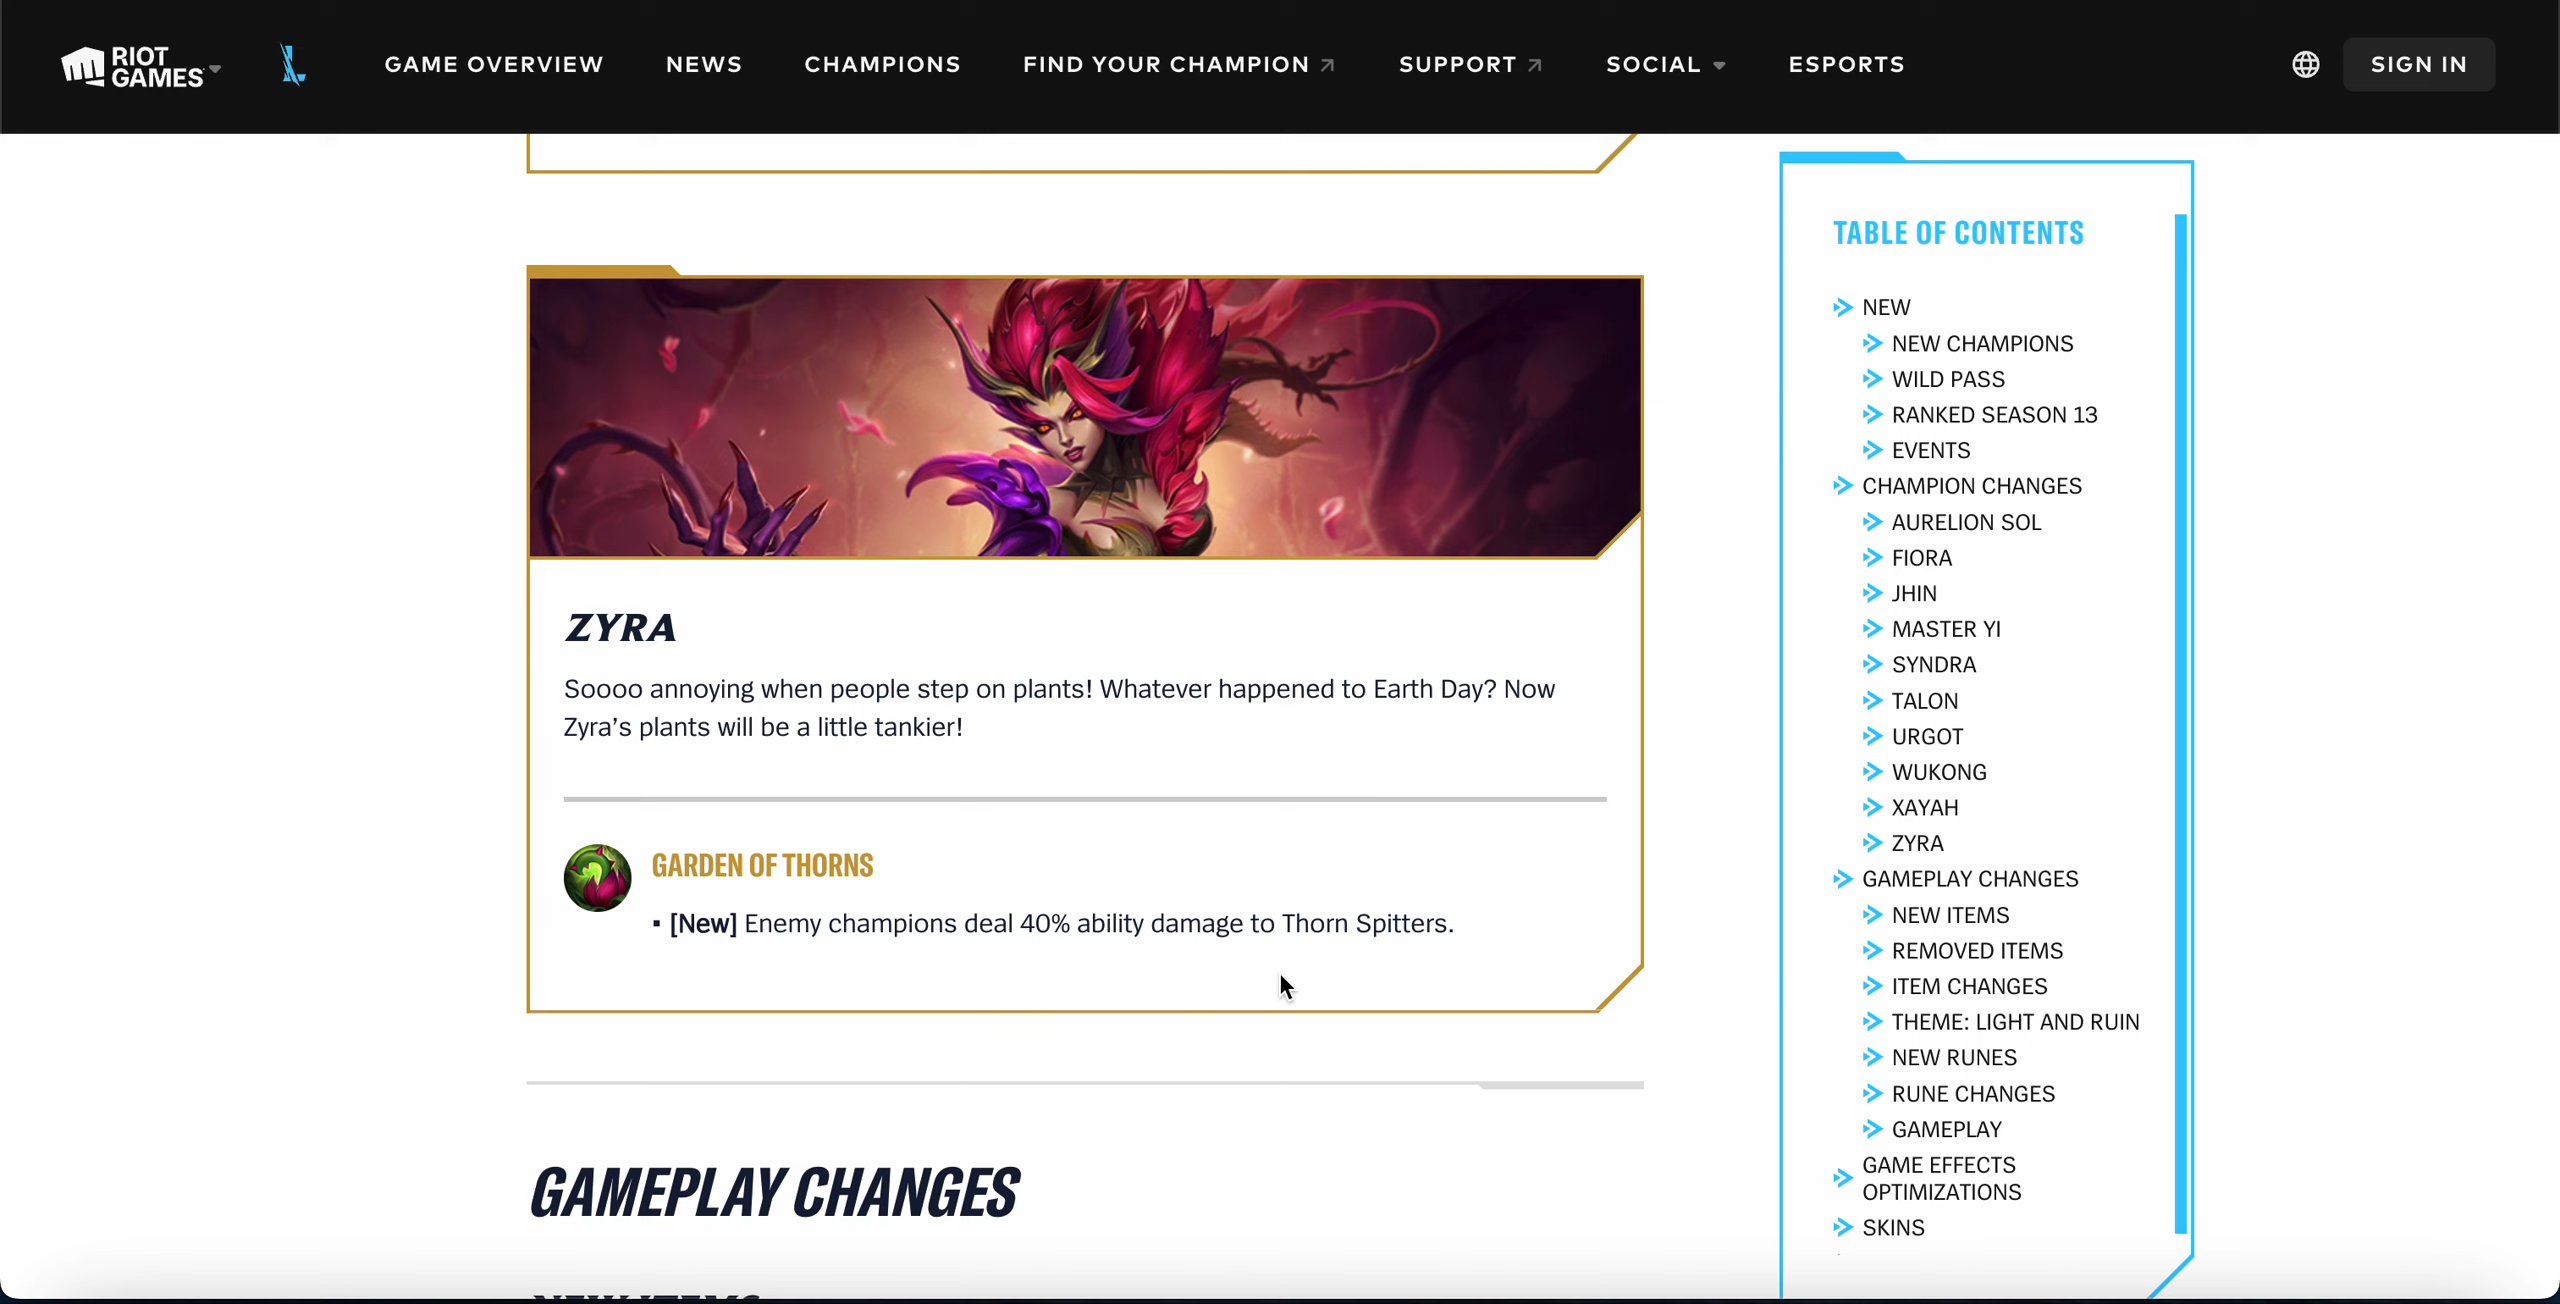 RIOT GAMES
GAME OVERVIEW
NEWS
CHAMPIONS
FIND YOUR CHAMPION
SUPPORT
SOCIAL
ESPORTS
SIGN IN
ZYRA
Soooo annoying when people step on plants! Whatever happened to Earth Day? Now
Zyra’s plants will be a little tankier!
GARDEN OF THORNS
▪ [New] Enemy champions deal 40% ability damage to Thorn Spitters.
GAMEPLAY CHANGES
NEW ITEMS
TABLE OF CONTENTS
NEW
NEW CHAMPIONS
WILD PASS
RANKED SEASON 13
EVENTS
CHAMPION CHANGES
AURELION SOL
FIORA
JHIN
MASTER YI
SYNDRA
TALON
URGOT
WUKONG
XAYAH
ZYRA
GAMEPLAY CHANGES
NEW ITEMS
REMOVED ITEMS
ITEM CHANGES
THEME: LIGHT AND RUIN
NEW RUNES
RUNE CHANGES
GAMEPLAY
GAME EFFECTS
OPTIMIZATIONS
SKINS